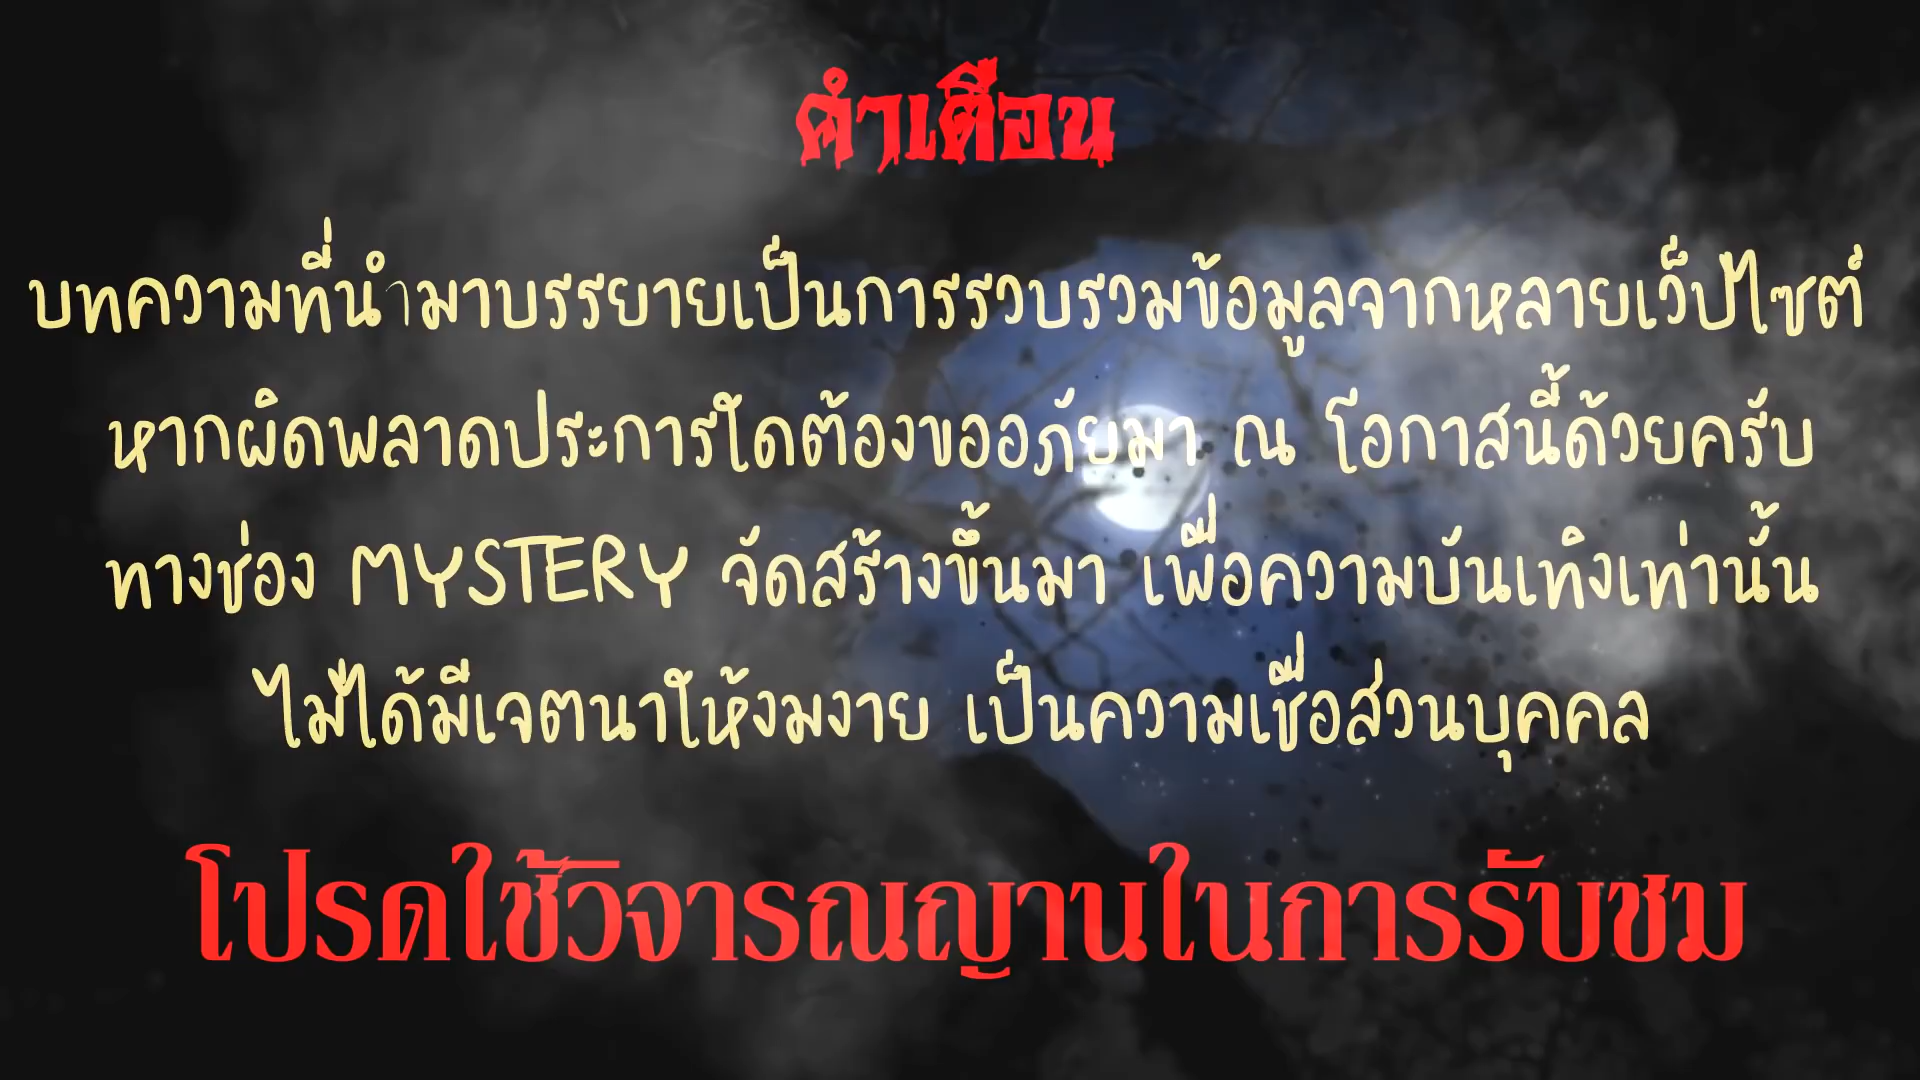 คำเตือน
บทความที่นำมาบรรยายเป็นการรวบรวมข้อมูลจากหลายเว็ปไซต์
หากผิดพลาดประการใดต้องขออภัยมา ณ โอกาสนี้ด้วยครับ
ทางช่อง MYSTERY จัดสร้างขึ้นมา เพื่อความบันเทิงเท่านั้น
ไม่ได้มีเจตนาให้งมงาย เป็นความเชื่อส่วนบุคคล
โปรดใช้วิจารณญานในการรับชม